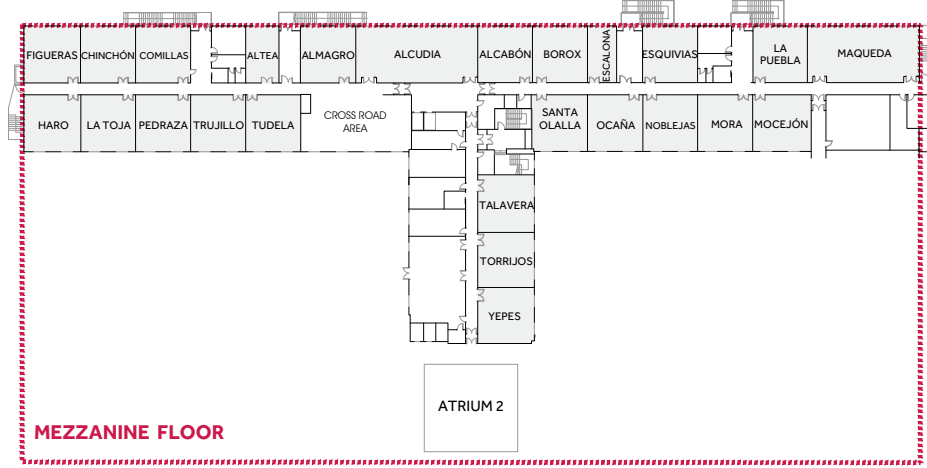 FIGUERAS
CHINCHÓN
COMILLAS
ALTEA
ALMAGRO
ALCUDIA
ALCABÓN
BOROX
ESCALONA
ESQUIVIAS
LA
PUEBLA
MAQUEDA
HARO
LA TOJA
PEDRAZA
TRUJILLO
TUDELA
CROSS ROAD
AREA
SANTA
OLALLA
OCAÑA
NOBLEJAS
MORA
MOCEJÓN
TALAVERA
TORRIJOS
YEPES
ATRIUM 2
MEZZANINE FLOOR